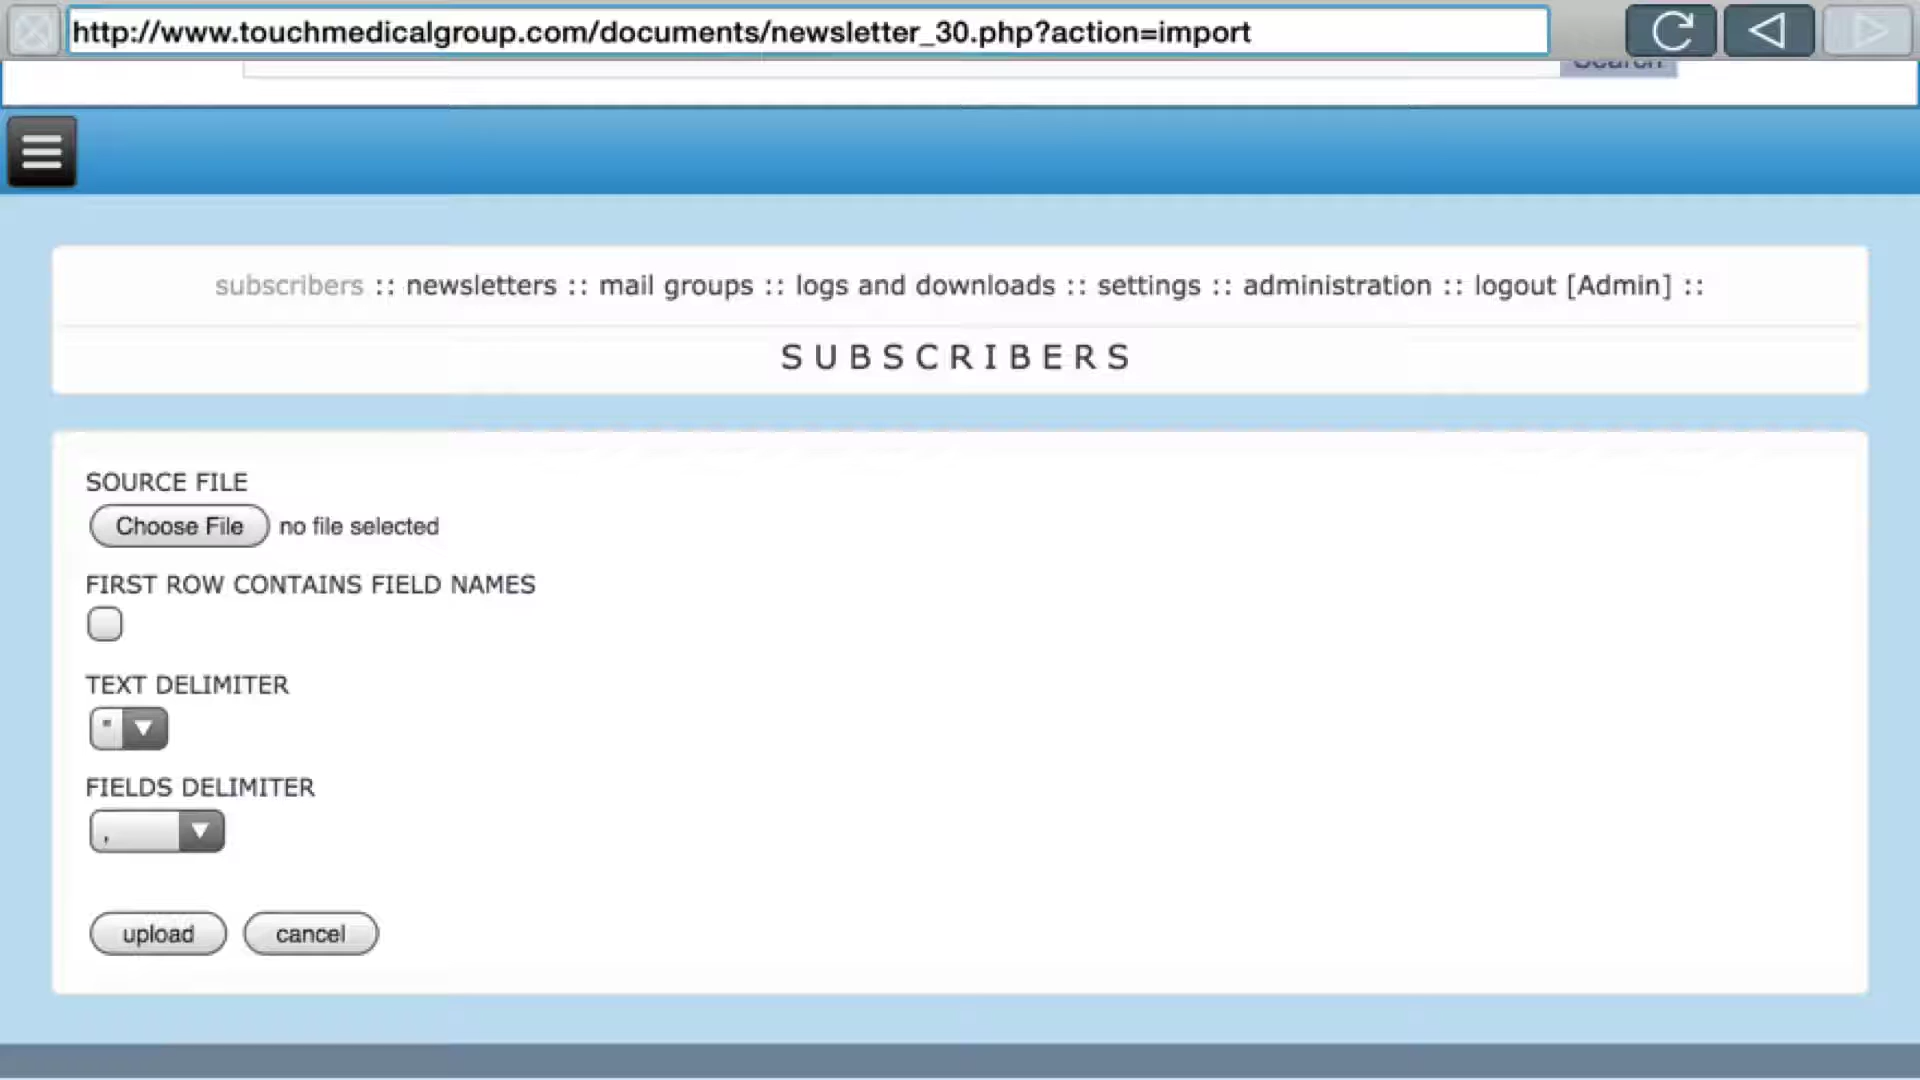 http://www.touchmedicalgroup.com/documents/newsletter_30.php?action=import
Search
subscribers :: newsletters :: mail groups :: logs and downloads :: settings :: administration :: logout [Admin] ::
SUBSCRIBERS
SOURCE FILE
Choose File no file selected
FIRST ROW CONTAINS FIELD NAMES
TEXT DELIMITER
"
FIELDS DELIMITER
,
upload cancel